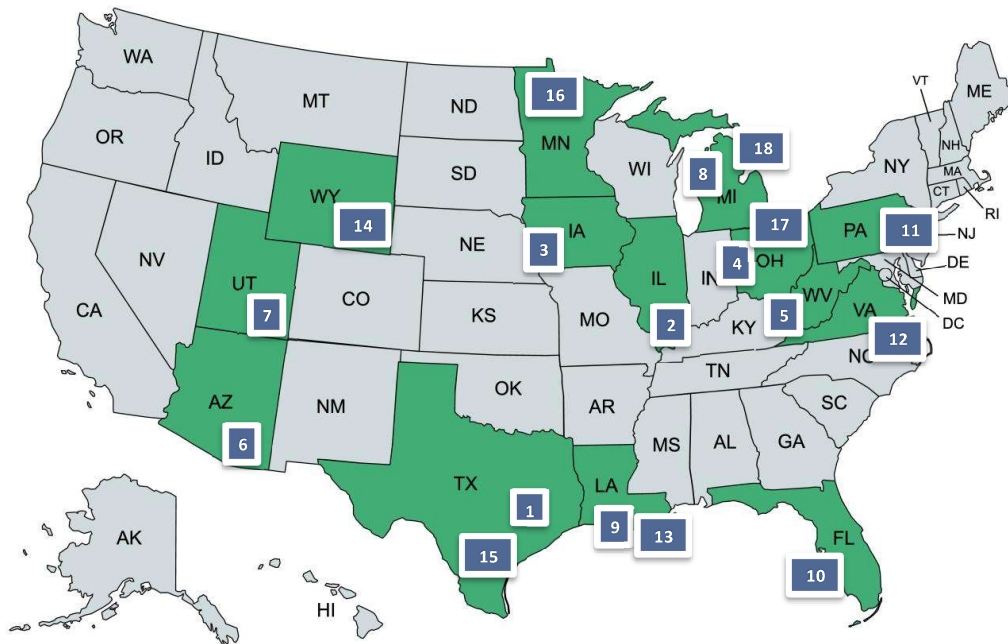 WA
MT
ND
MN
16
VT
ME
OR
ID
SD
WI
8
18
MI
NY
NH
MA
CT
RI
WY
14
NE
3
IA
17
4
OH
PA
11
NJ
NV
UT
7
CO
IL
2
IN
WV
5
VA
12
DE
MD
DC
CA
KS
MO
KY
AZ
6
NM
OK
AR
TN
NC
SC
MS
AL
GA
TX
1
15
LA
9
13
FL
10
AK
HI